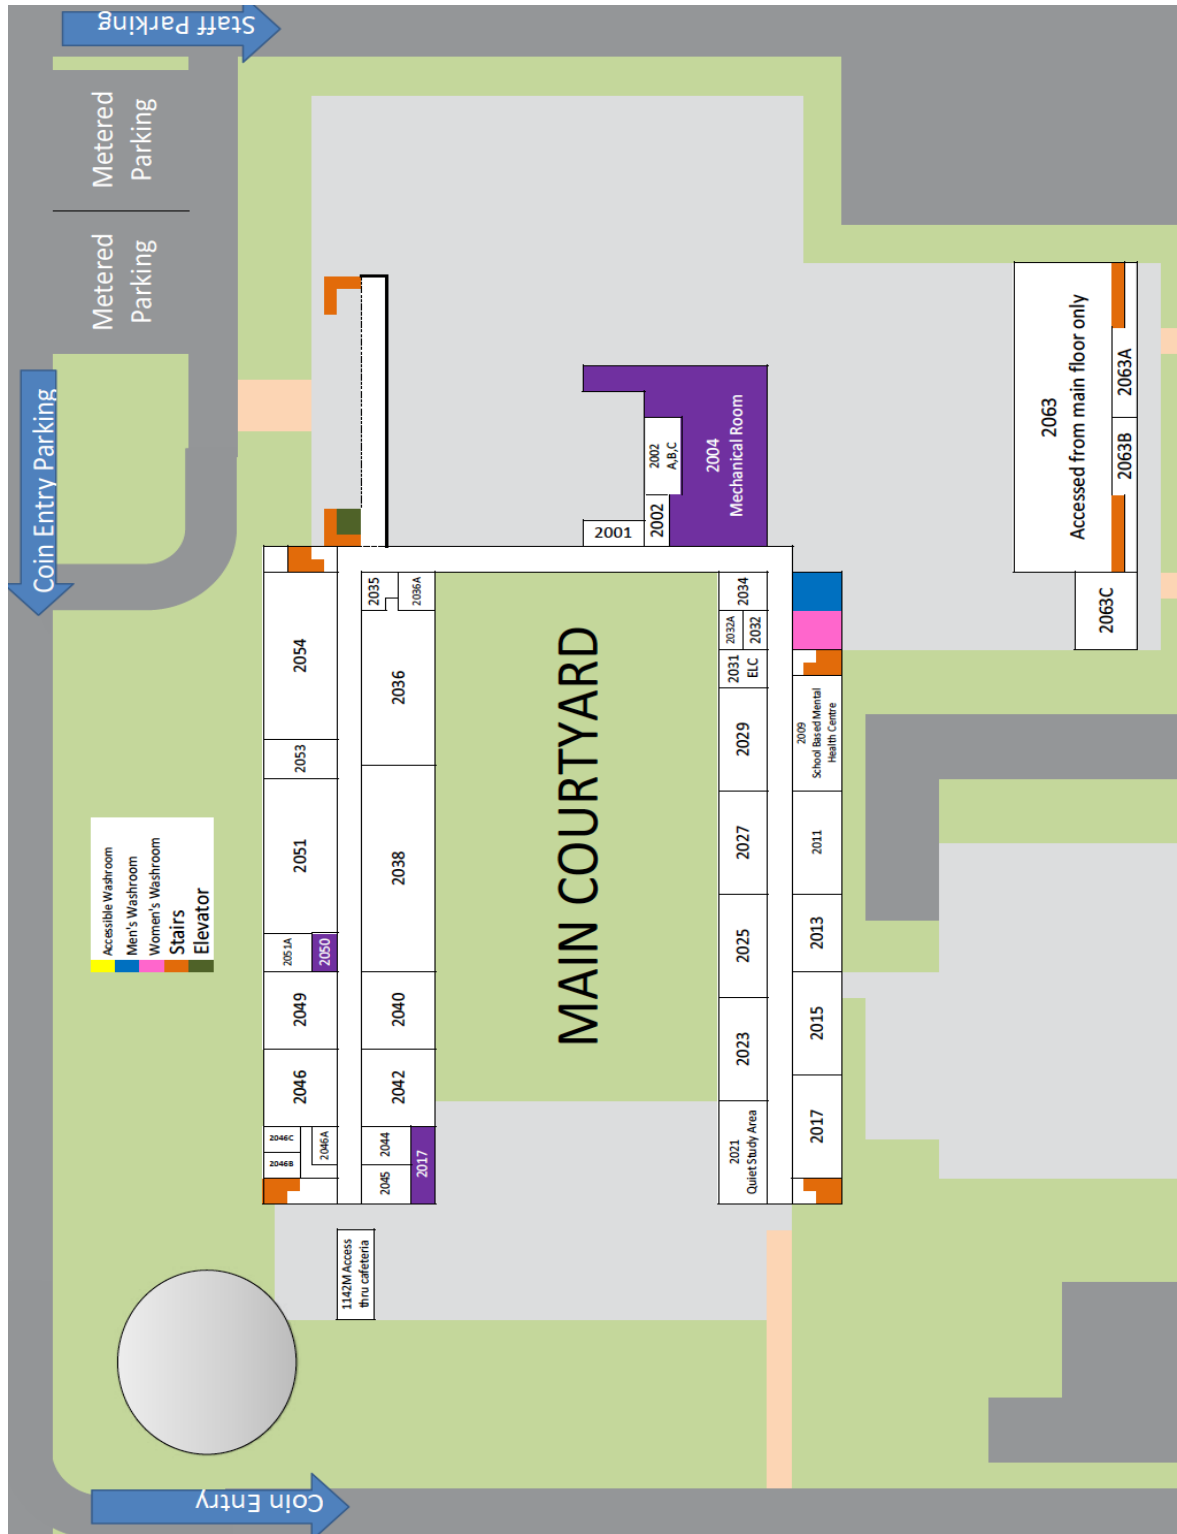 Staff Parking
Metered
Parking
Metered
Parking
Coin Entry Parking
2063
Accessed from main floor only
2063A
2063B
2063C
2004
Mechanical Room
2002
A,B,C
2002
2001
2035
2036A
2054
2036
2053
2051
2038
2051A
2050
2049
2040
2046
2042
2046C
2046B
2046A
2044
2045
2017
MAIN COURTYARD
2034
2032A
2032
2031
ELC
2029
2027
2025
2023
2021
Quiet Study Area
2009
School Based Mental
Health Centre
2011
2013
2015
2017
Accessible Washroom
Men's Washroom
Women's Washroom
Stairs
Elevator
1142M Access
thru cafeteria
Coin Entry